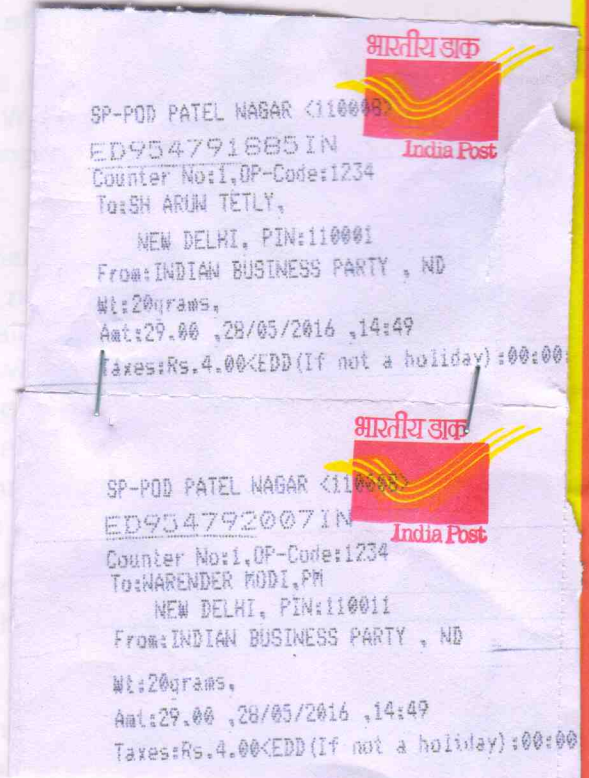 भारतीय डाक
SP-POD PATEL NAGAR <110008>
India Post
ED954791885IN
Counter No:1,OP-Code:1234
To:SH ARUN TETLY,
NEW DELHI, PIN:110001
From:INDIAN BUSINESS PARTY , ND
Wt:20grams,
Amt:29.00 ,28/05/2016 ,14:49
Taxes:Rs.4.00<EDD(If not a holiday):00:00:
भारतीय डाक
SP-POD PATEL NAGAR <110008>
ED954792007IN
India Post
Counter No:1,OP-Code:1234
To:NARENDER MODI,PM
NEW DELHI, PIN:110011
From:INDIAN BUSINESS PARTY , ND
Wt:20grams,
Amt:29.00 ,28/05/2016 ,14:49
Taxes:Rs.4.00<EDD(If not a holiday):00:00